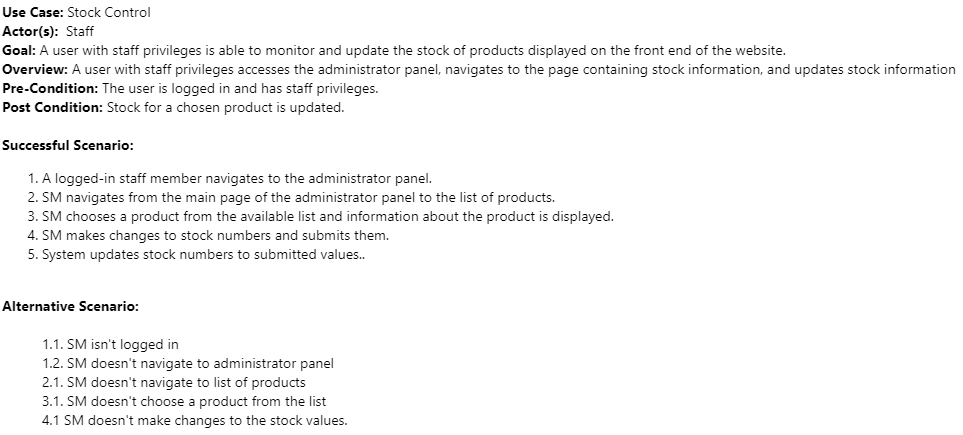 Use Case: Stock Control
Actor(s):  Staff
Goal: A user with staff privileges is able to monitor and update the stock of products displayed on the front end of the website.
Overview: A user with staff privileges accesses the administrator panel, navigates to the page containing stock information, and updates stock information
Pre-Condition: The user is logged in and has staff privileges.
Post Condition: Stock for a chosen product is updated.
Successful Scenario:
1. A logged-in staff member navigates to the administrator panel.
2. SM navigates from the main page of the administrator panel to the list of products.
3. SM chooses a product from the available list and information about the product is displayed.
4. SM makes changes to stock numbers and submits them.
5. System updates stock numbers to submitted values..
Alternative Scenario:
1.1. SM isn't logged in
1.2. SM doesn't navigate to administrator panel
2.1. SM doesn't navigate to list of products
3.1. SM doesn't choose a product from the list
4.1 SM doesn't make changes to the stock values.